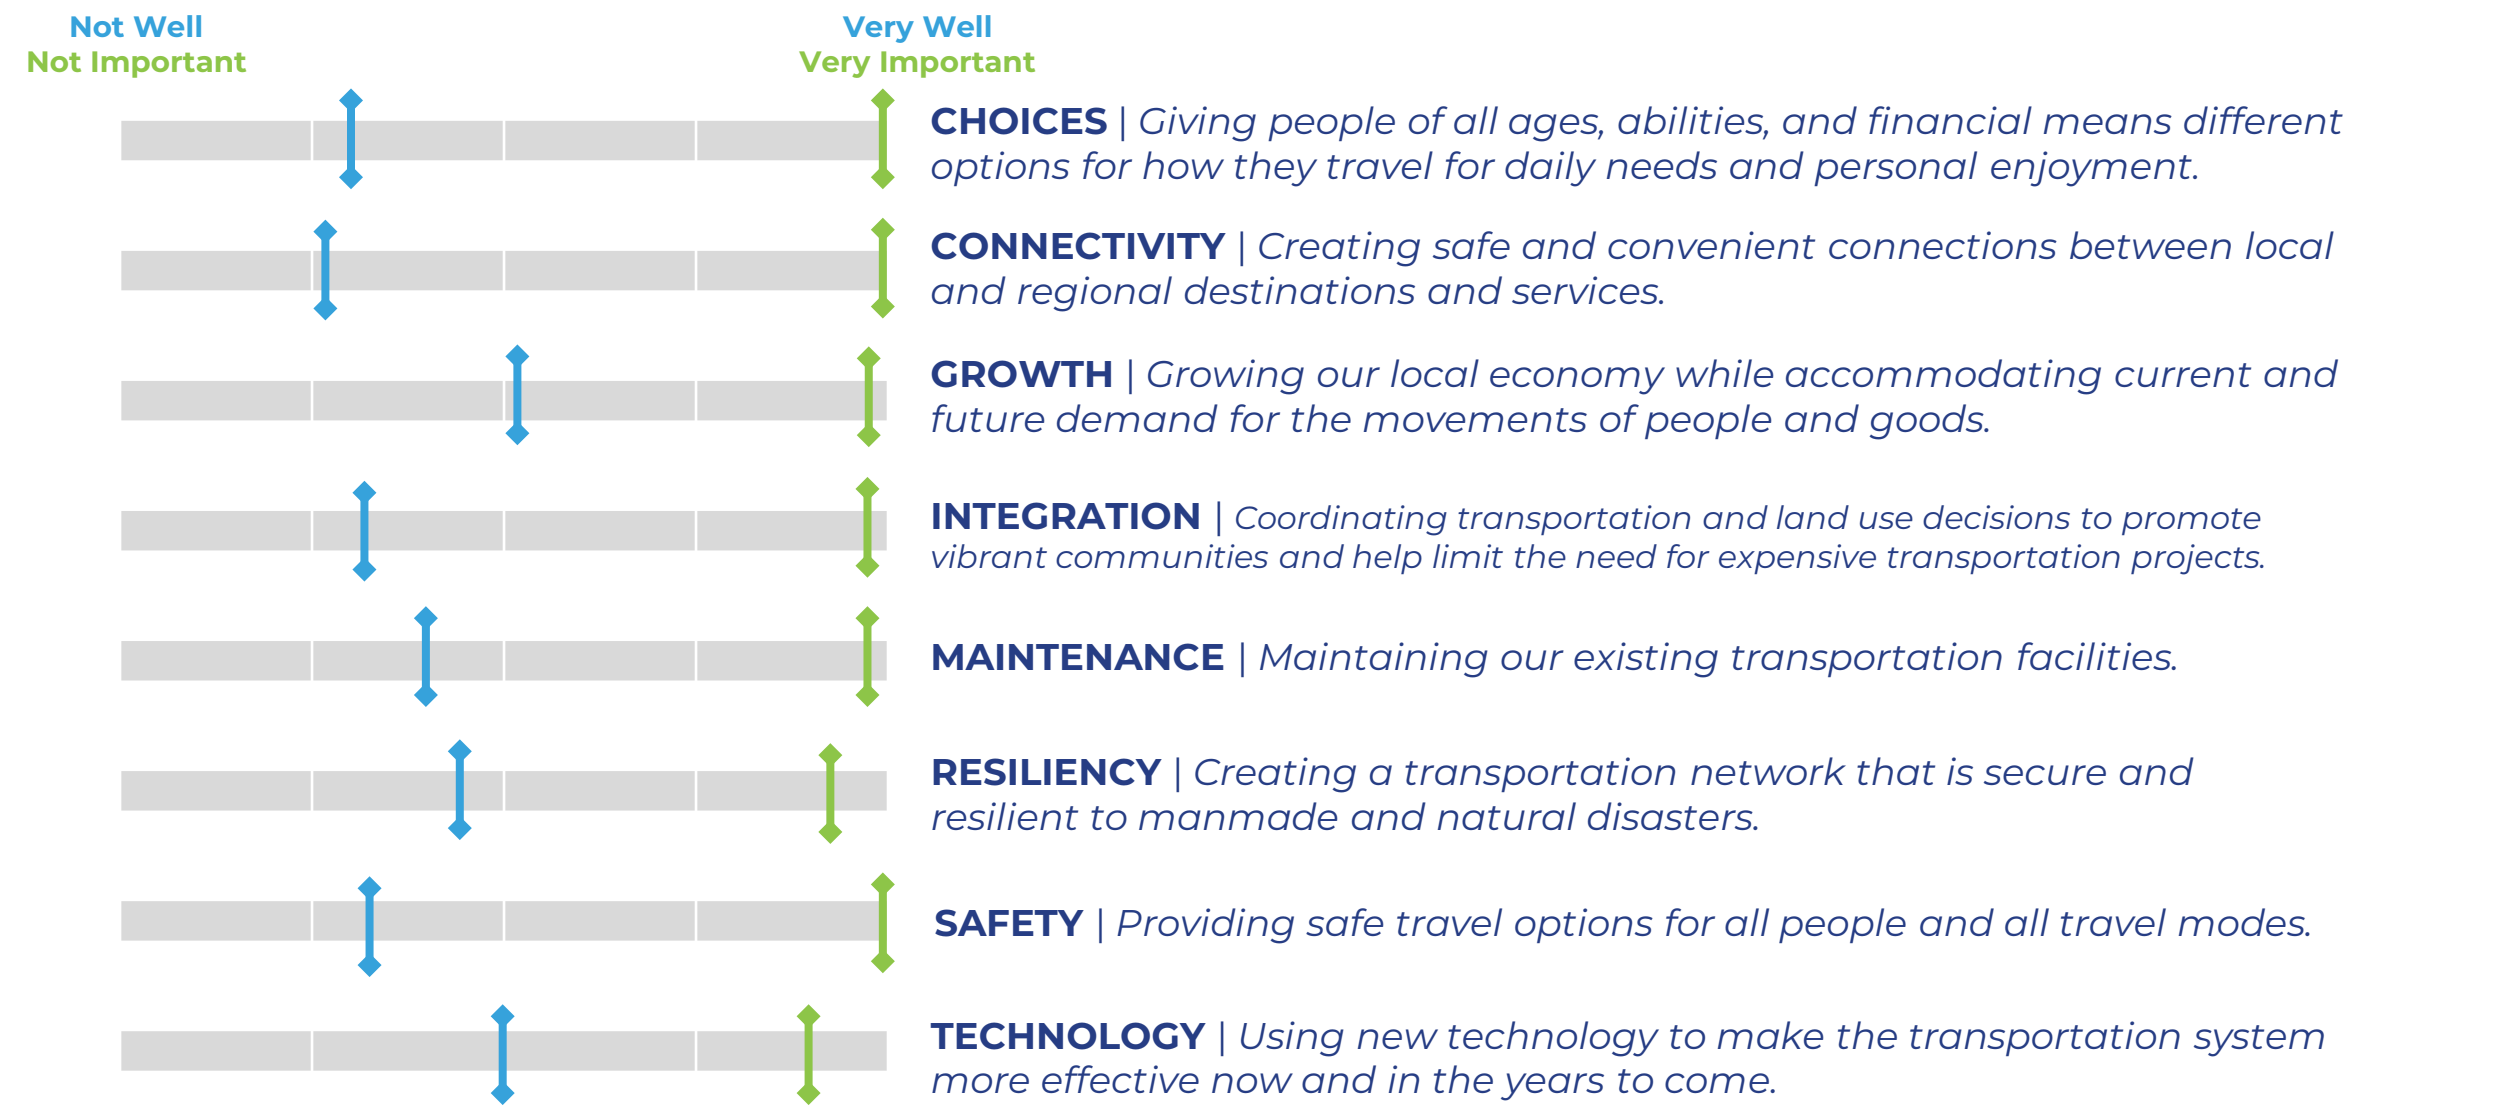 Not Well
Not Important
Very Well
Very Important
CHOICES | Giving people of all ages, abilities, and financial means different
options for how they travel for daily needs and personal enjoyment.
CONNECTIVITY | Creating safe and convenient connections between local
and regional destinations and services.
GROWTH | Growing our local economy while accommodating current and
future demand for the movements of people and goods.
INTEGRATION | Coordinating transportation and land use decisions to promote
vibrant communities and help limit the need for expensive transportation projects.
MAINTENANCE | Maintaining our existing transportation facilities.
RESILIENCY | Creating a transportation network that is secure and
resilient to manmade and natural disasters.
SAFETY | Providing safe travel options for all people and all travel modes.
TECHNOLOGY | Using new technology to make the transportation system
more effective now and in the years to come.